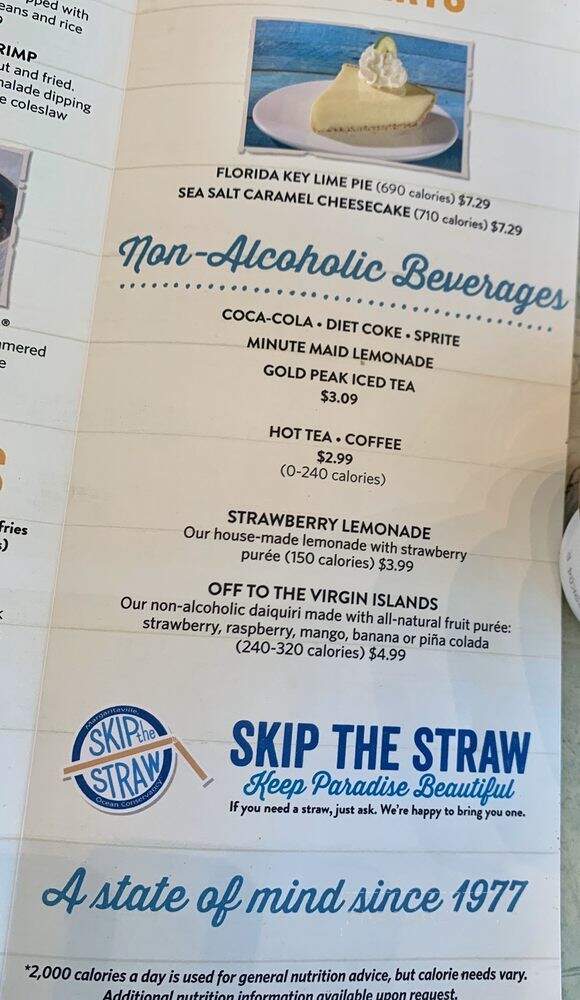 pped with
eans and rice
RIMP
ut and fried.
nalade dipping
e coleslaw
®
mered
e
fries
FLORIDA KEY LIME PIE (690 calories) $7.29
SEA SALT CARAMEL CHEESECAKE (710 calories) $7.29
Non-Alcoholic Beverages
COCA-COLA • DIET COKE • SPRITE
MINUTE MAID LEMONADE
GOLD PEAK ICED TEA
$3.09
HOT TEA • COFFEE
$2.99
(0-240 calories)
STRAWBERRY LEMONADE
Our house-made lemonade with strawberry
purée (150 calories) $3.99
OFF TO THE VIRGIN ISLANDS
Our non-alcoholic daiquiri made with all-natural fruit purée:
strawberry, raspberry, mango, banana or piña colada
(240-320 calories) $4.99
Margaritaville
SKIP the
STRAW
Ocean Conservancy
SKIP THE STRAW
Keep Paradise Beautiful
If you need a straw, just ask. We're happy to bring you one.
A state of mind since 1977
*2,000 calories a day is used for general nutrition advice, but calorie needs vary.
Additional nutrition information available upon request.